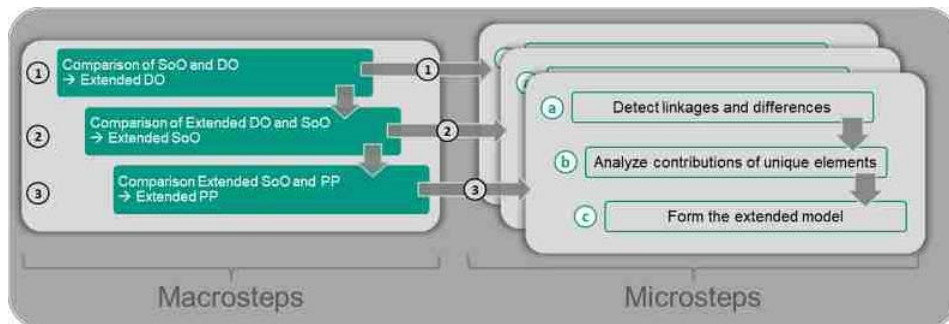 1
Comparison of SoO and DO
→ Extended DO
1
2
Comparison of Extended DO and SoO
→ Extended SoO
2
3
Comparison Extended SoO and PP
→ Extended PP
3
a
Detect linkages and differences
b
Analyze contributions of unique elements
c
Form the extended model
Macrosteps
Microsteps